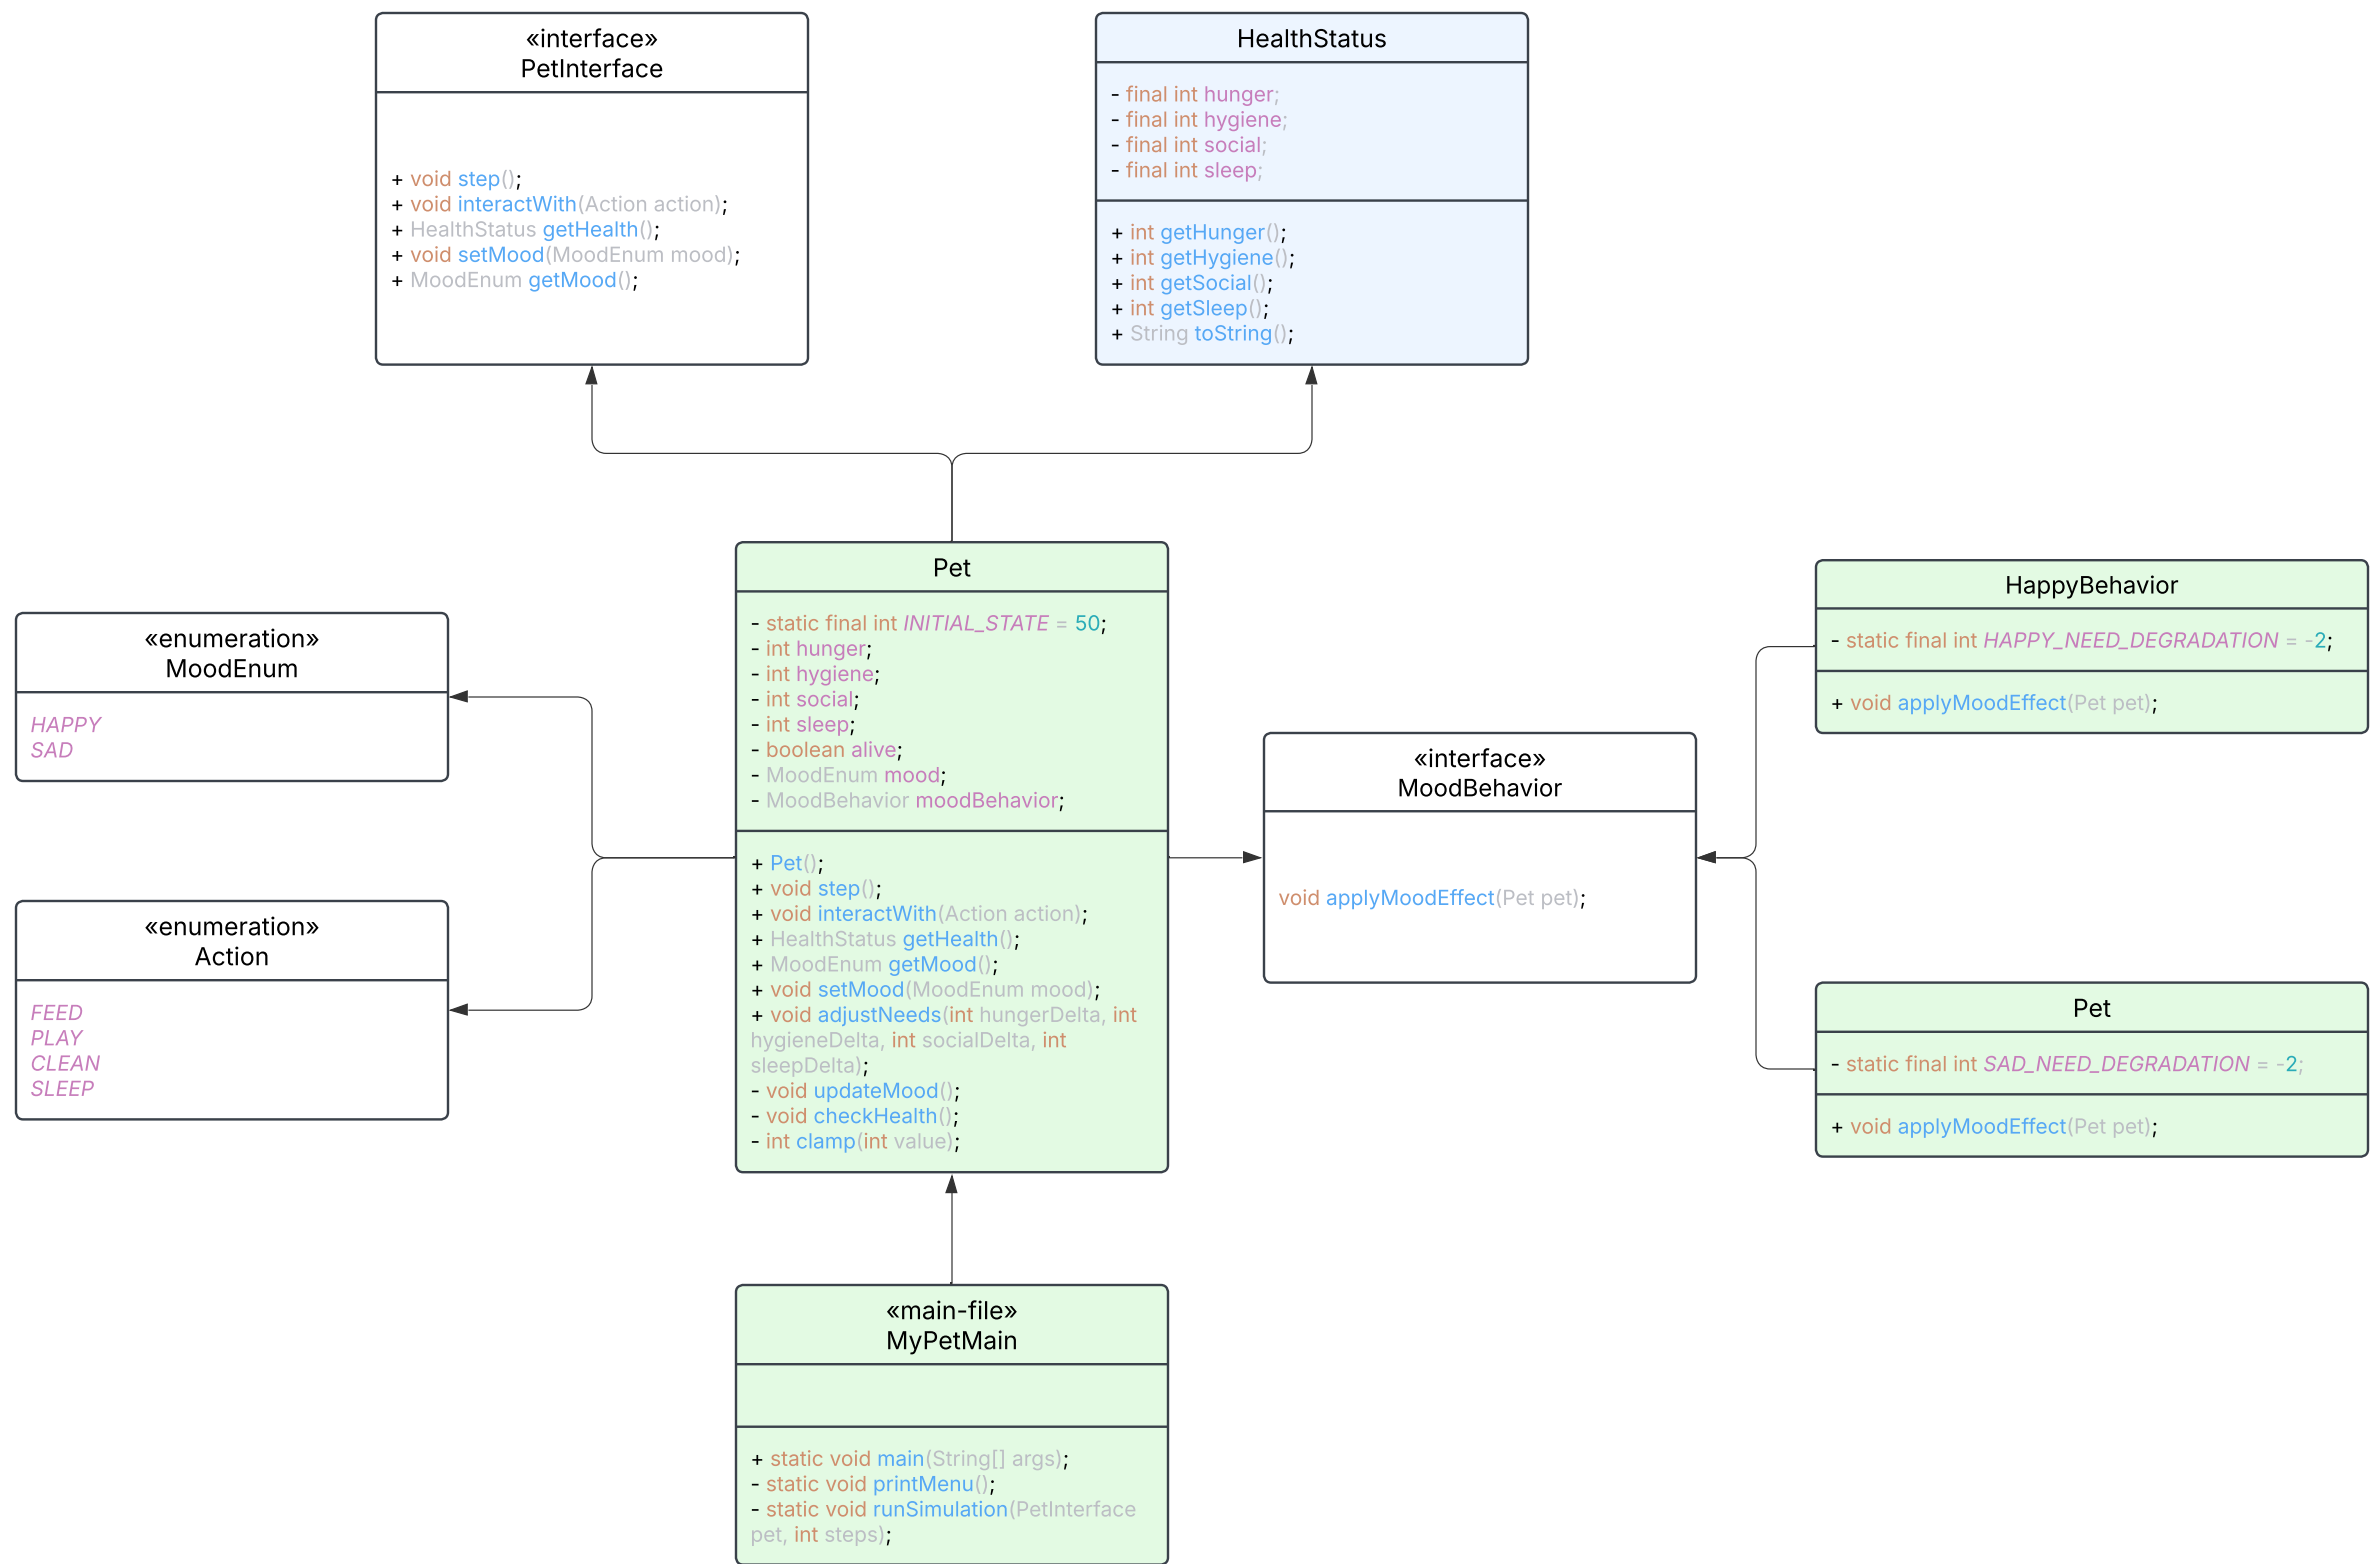 «interface»
PetInterface
+ void step();
+ void interactWith(Action action);
+ HealthStatus getHealth();
+ void setMood(MoodEnum mood);
+ MoodEnum getMood();
HealthStatus
- final int hunger;
- final int hygiene;
- final int social;
- final int sleep;
+ int getHunger();
+ int getHygiene();
+ int getSocial();
+ int getSleep();
+ String toString();
«enumeration»
MoodEnum
HAPPY
SAD
«enumeration»
Action
FEED
PLAY
CLEAN
SLEEP
Pet
- static final int INITIAL_STATE = 50;
- int hunger;
- int hygiene;
- int social;
- int sleep;
- boolean alive;
- MoodEnum mood;
- MoodBehavior moodBehavior;
+ Pet();
+ void step();
+ void interactWith(Action action);
+ HealthStatus getHealth();
+ MoodEnum getMood();
+ void setMood(MoodEnum mood);
+ void adjustNeeds(int hungerDelta, int
hygieneDelta, int socialDelta, int
sleepDelta);
- void updateMood();
- void checkHealth();
- int clamp(int value);
«interface»
MoodBehavior
void applyMoodEffect(Pet pet);
HappyBehavior
- static final int HAPPY_NEED_DEGRADATION = -2;
+ void applyMoodEffect(Pet pet);
Pet
- static final int SAD_NEED_DEGRADATION = -2;
+ void applyMoodEffect(Pet pet);
«main-file»
MyPetMain
+ static void main(String[] args);
- static void printMenu();
- static void runSimulation(PetInterface
pet, int steps);